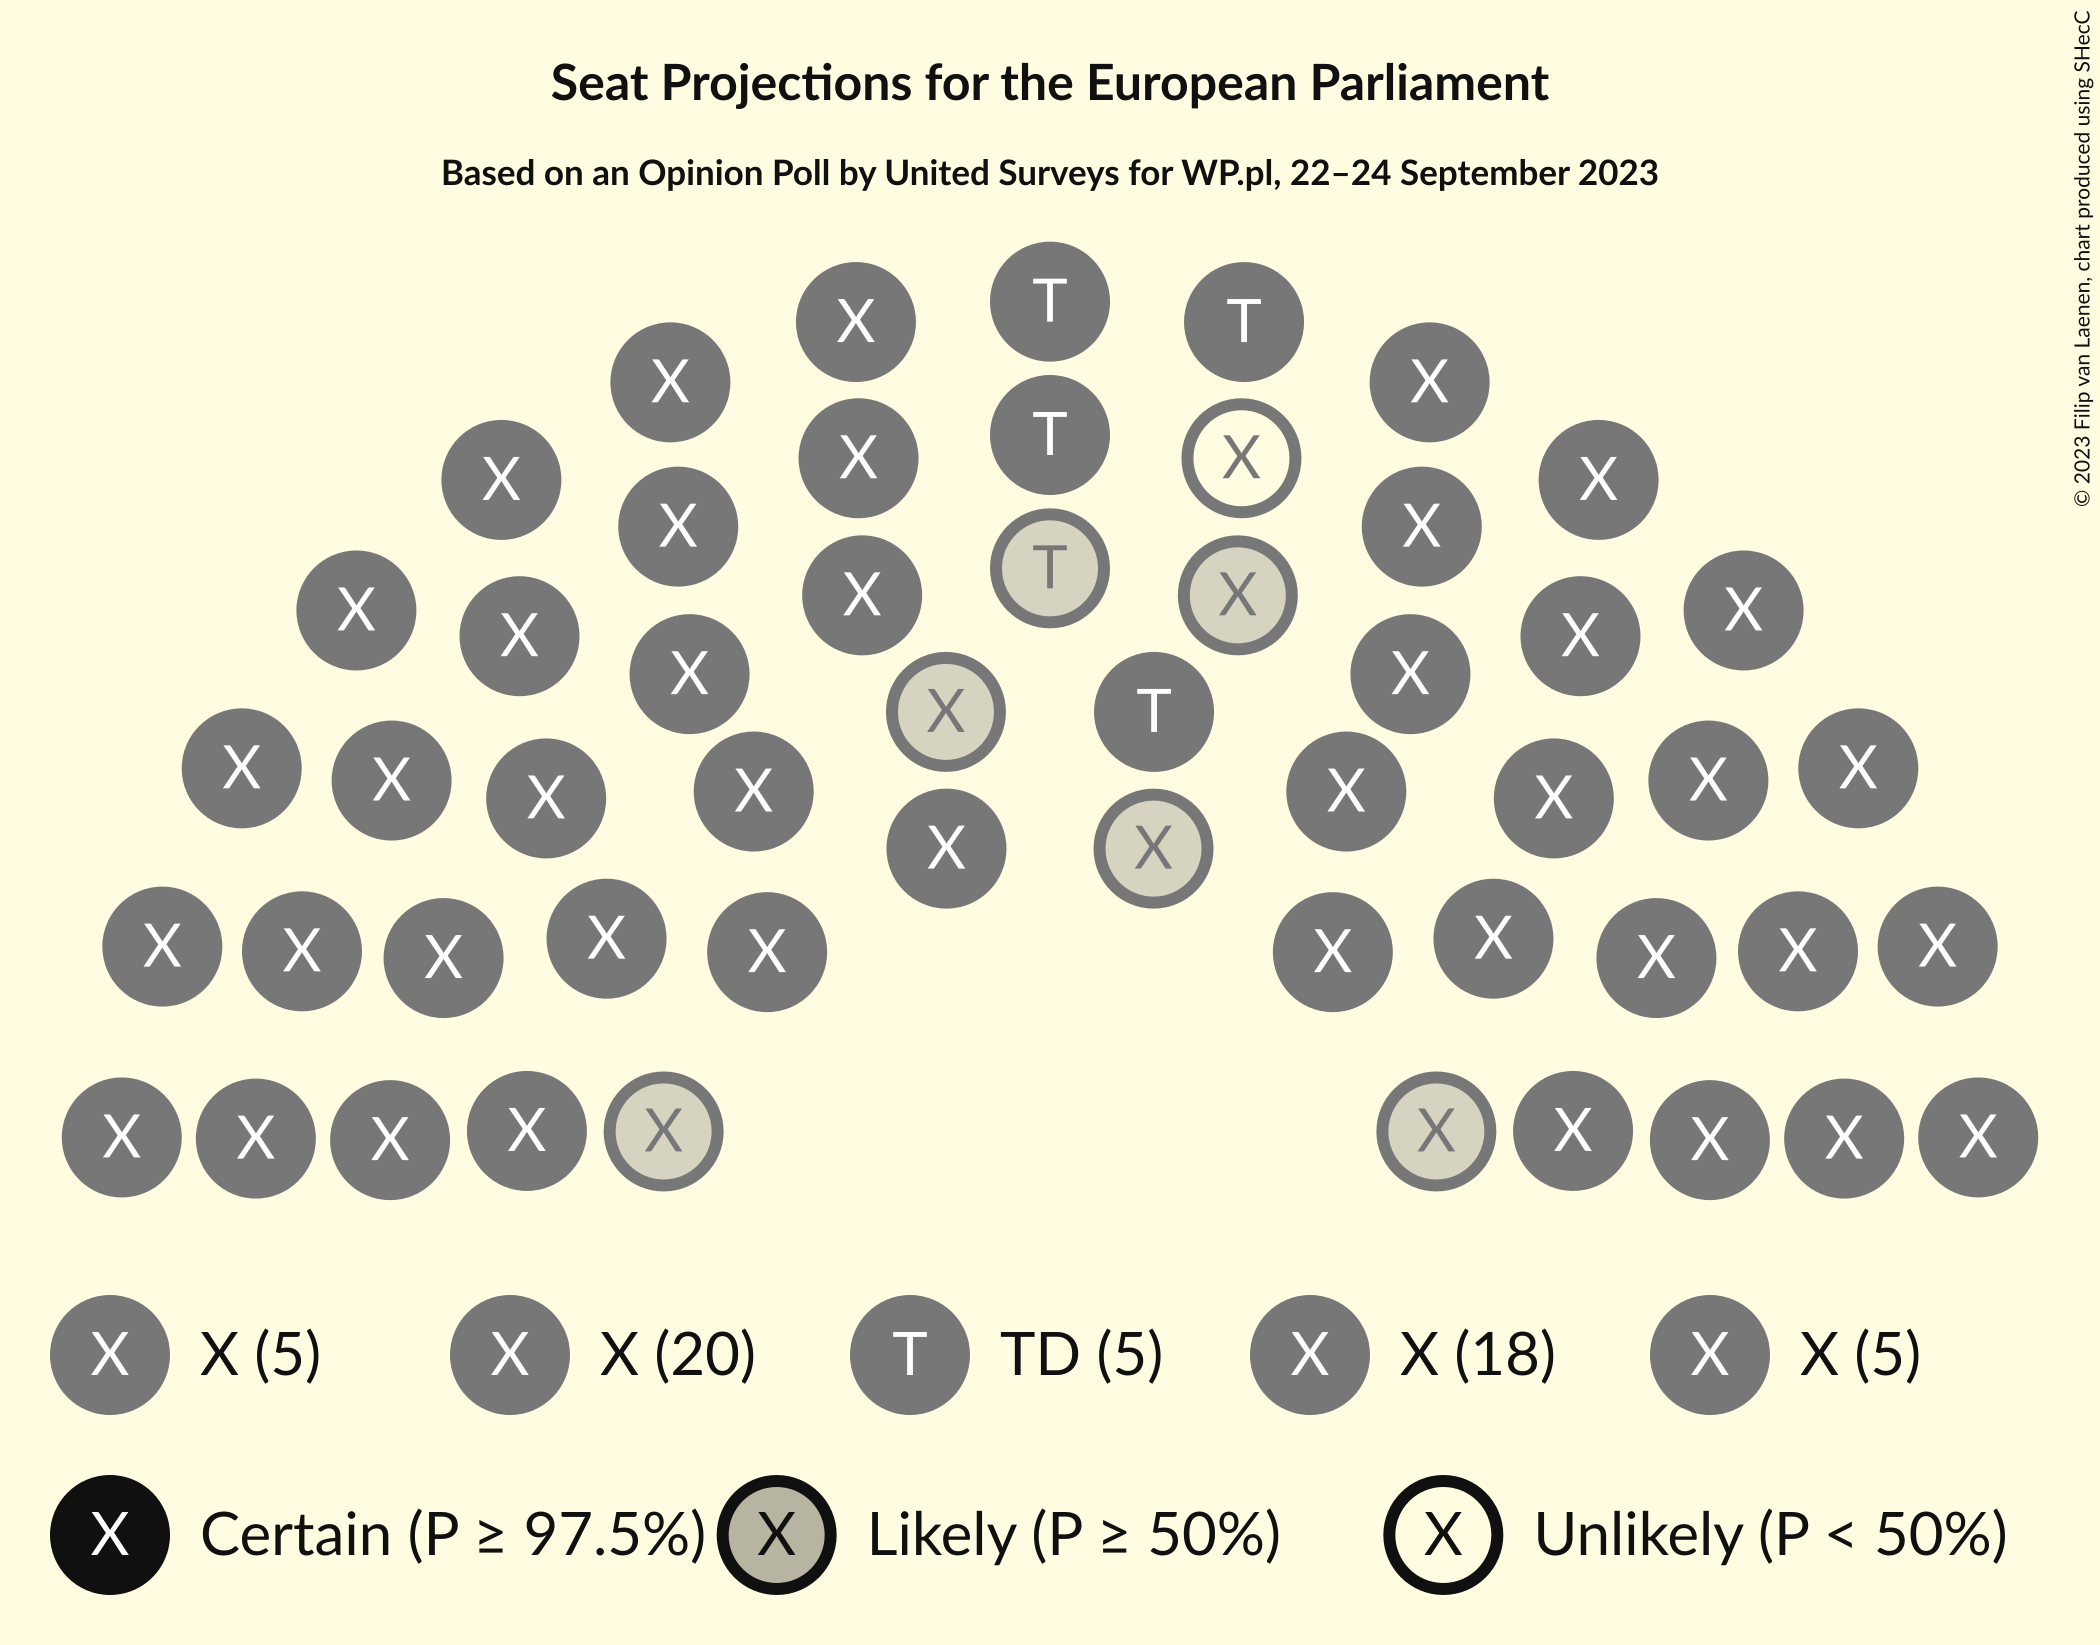 Seat Projections for the European Parliament
Based on an Opinion Poll by United Surveys for WP.pl, 22–24 September 2023
© 2023 Filip van Laenen, chart produced using SHecC
T
X T
X X
T
X X
X X
X X
T
X X
X X
X X
X T
X X
X X
X X X X
X X X X
X X
X X
X X X X
X X X X X X
X X X X X X X X X X
X X (5) X X (20) T TD (5) X X (18) X X (5)
X Certain (P ≥ 97.5%) X Likely (P ≥ 50%) X Unlikely (P < 50%)